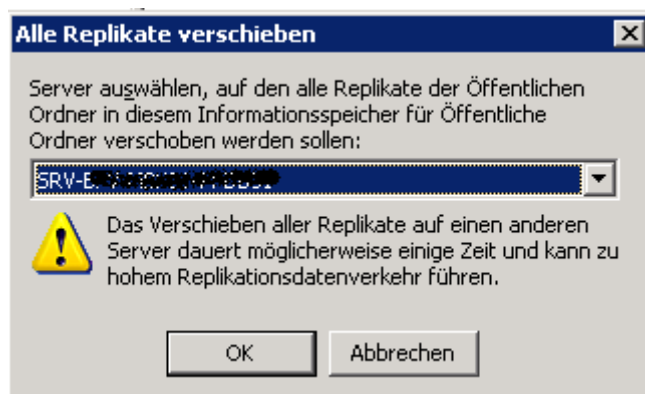 Alle Replikate verschieben
Server auswählen, auf den alle Replikate der Öffentlichen
Ordner in diesem Informationsspeicher für Öffentliche
Ordner verschoben werden sollen:
Das Verschieben aller Replikate auf einen anderen
Server dauert möglicherweise einige Zeit und kann zu
hohem Replikationsdatenverkehr führen.
OK
Abbrechen